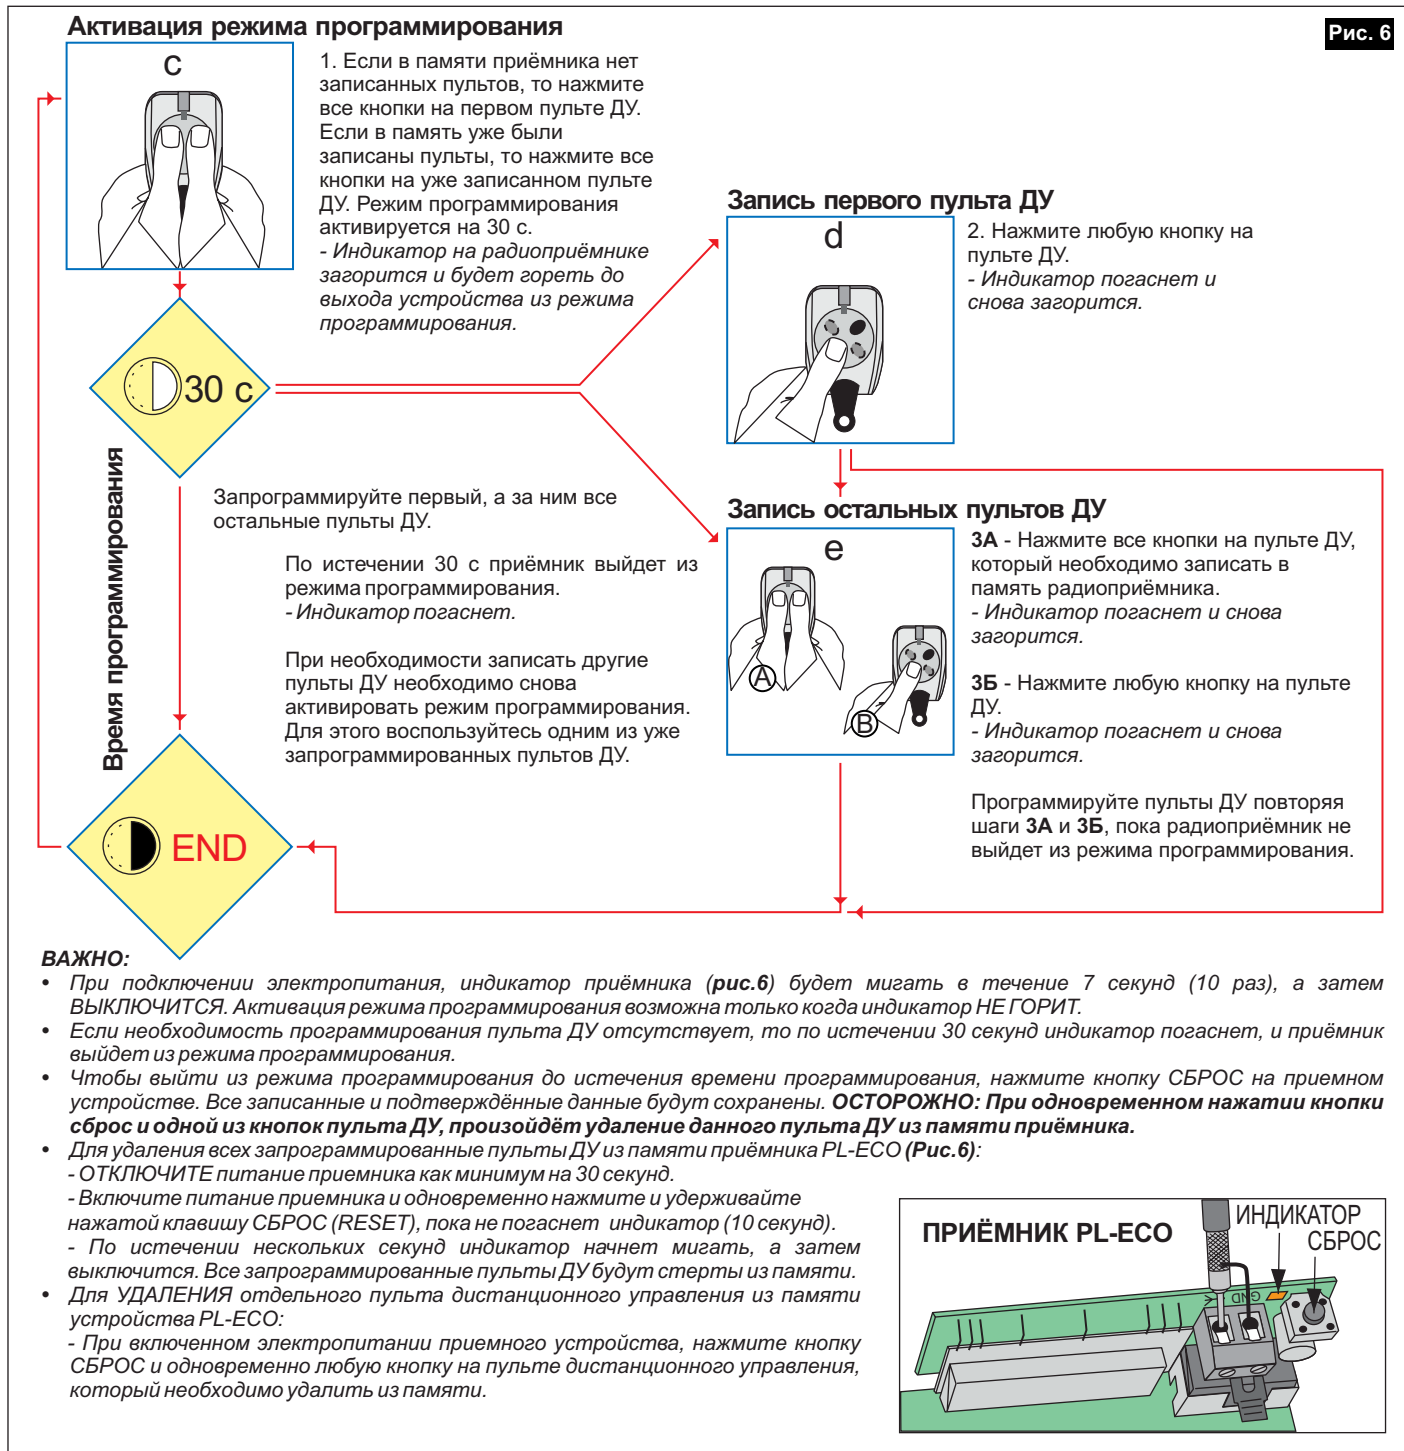 Активация режима программирования
Рис. 6
c
1. Если в памяти приёмника нет
записанных пультов, то нажмите
все кнопки на первом пульте ДУ.
Если в память уже были
записаны пульты, то нажмите все
кнопки на уже записанном пульте
ДУ. Режим программирования
активируется на 30 с.
- Индикатор на радиоприёмнике
загорится и будет гореть до
выхода устройства из режима
программирования.
Запись первого пульта ДУ
d
2. Нажмите любую кнопку на
пульте ДУ.
- Индикатор погаснет и
снова загорится.
30 с
Время программирования
Запрограммируйте первый, а за ним все
остальные пульты ДУ.
По истечении 30 с приёмник выйдет из
режима программирования.
- Индикатор погаснет.
При необходимости записать другие
пульты ДУ необходимо снова
активировать режим программирования.
Для этого воспользуйтесь одним из уже
запрограммированных пультов ДУ.
Запись остальных пультов ДУ
e
A
B
3А - Нажмите все кнопки на пульте ДУ,
который необходимо записать в
память радиоприёмника.
- Индикатор погаснет и снова
загорится.
3Б - Нажмите любую кнопку на пульте
ДУ.
- Индикатор погаснет и снова
загорится.
Программируйте пульты ДУ повторяя
шаги 3А и 3Б, пока радиоприёмник не
выйдет из режима программирования.
END
ВАЖНО:
• При подключении электропитания, индикатор приёмника (рис.6) будет мигать в течение 7 секунд (10 раз), а затем
ВЫКЛЮЧИТСЯ. Активация режима программирования возможна только когда индикатор НЕ ГОРИТ.
• Если необходимость программирования пульта ДУ отсутствует, то по истечении 30 секунд индикатор погаснет, и приёмник
выйдет из режима программирования.
• Чтобы выйти из режима программирования до истечения времени программирования, нажмите кнопку СБРОС на приемном
устройстве. Все записанные и подтверждённые данные будут сохранены. ОСТОРОЖНО: При одновременном нажатии кнопки
сброс и одной из кнопок пульта ДУ, произойдёт удаление данного пульта ДУ из памяти приёмника.
• Для удаления всех запрограммированные пульты ДУ из памяти приёмника PL-ECO (Рис.6):
- ОТКЛЮЧИТЕ питание приемника как минимум на 30 секунд.
- Включите питание приемника и одновременно нажмите и удерживайте
нажатой клавишу СБРОС (RESET), пока не погаснет индикатор (10 секунд).
- По истечении нескольких секунд индикатор начнет мигать, а затем
выключится. Все запрограммированные пульты ДУ будут стерты из памяти.
• Для УДАЛЕНИЯ отдельного пульта дистанционного управления из памяти
устройства PL-ECO:
- При включенном электропитании приемного устройства, нажмите кнопку
СБРОС и одновременно любую кнопку на пульте дистанционного управления,
который необходимо удалить из памяти.
ПРИЁМНИК PL-ECO
ИНДИКАТОР
СБРОС
GND